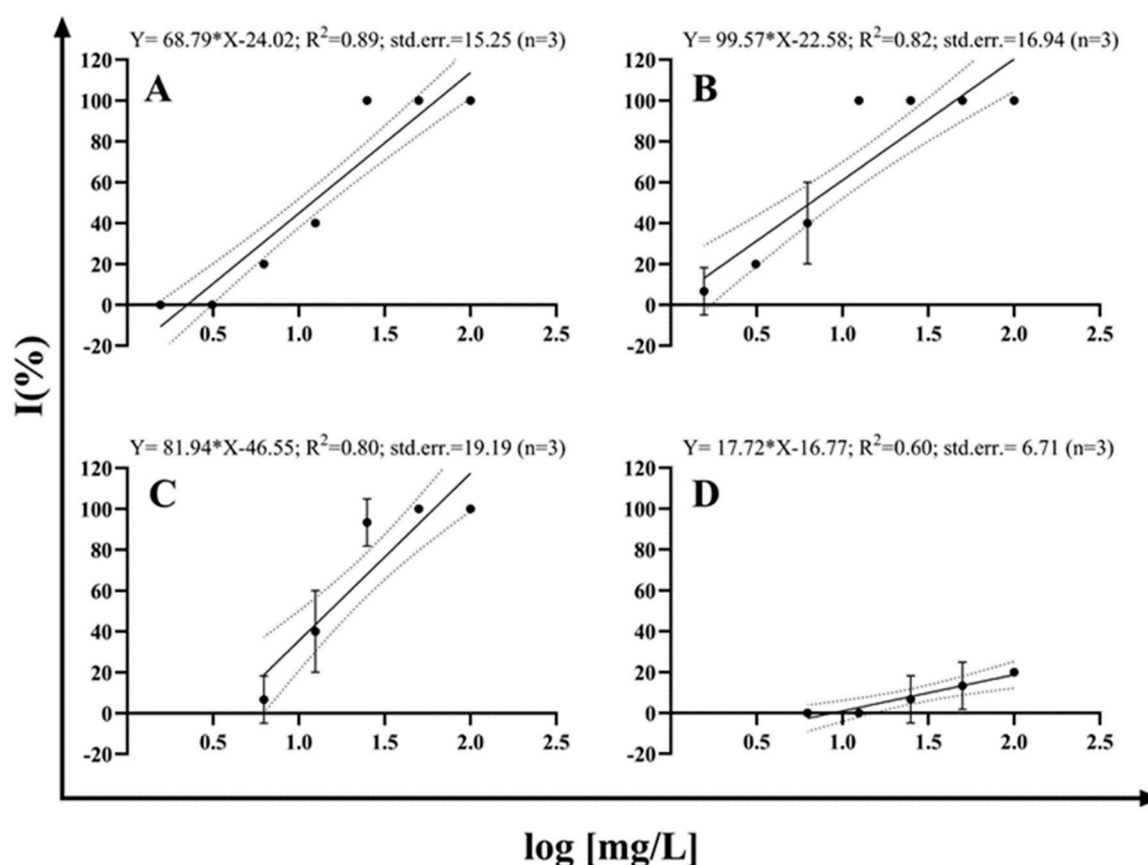 Y= 68.79*X-24.02; R²=0.89; std.err.=15.25 (n=3)
A
120
100
80
60
40
20
0
-20
0.5 1.0 1.5 2.0 2.5
Y= 99.57*X-22.58; R²=0.82; std.err.=16.94 (n=3)
B
120
100
80
60
40
20
0
-20
0.5 1.0 1.5 2.0 2.5
I(%)
Y= 81.94*X-46.55; R²=0.80; std.err.=19.19 (n=3)
C
120
100
80
60
40
20
0
-20
0.5 1.0 1.5 2.0 2.5
Y= 17.72*X-16.77; R²=0.60; std.err.= 6.71 (n=3)
D
120
100
80
60
40
20
0
-20
0.5 1.0 1.5 2.0 2.5
log [mg/L]